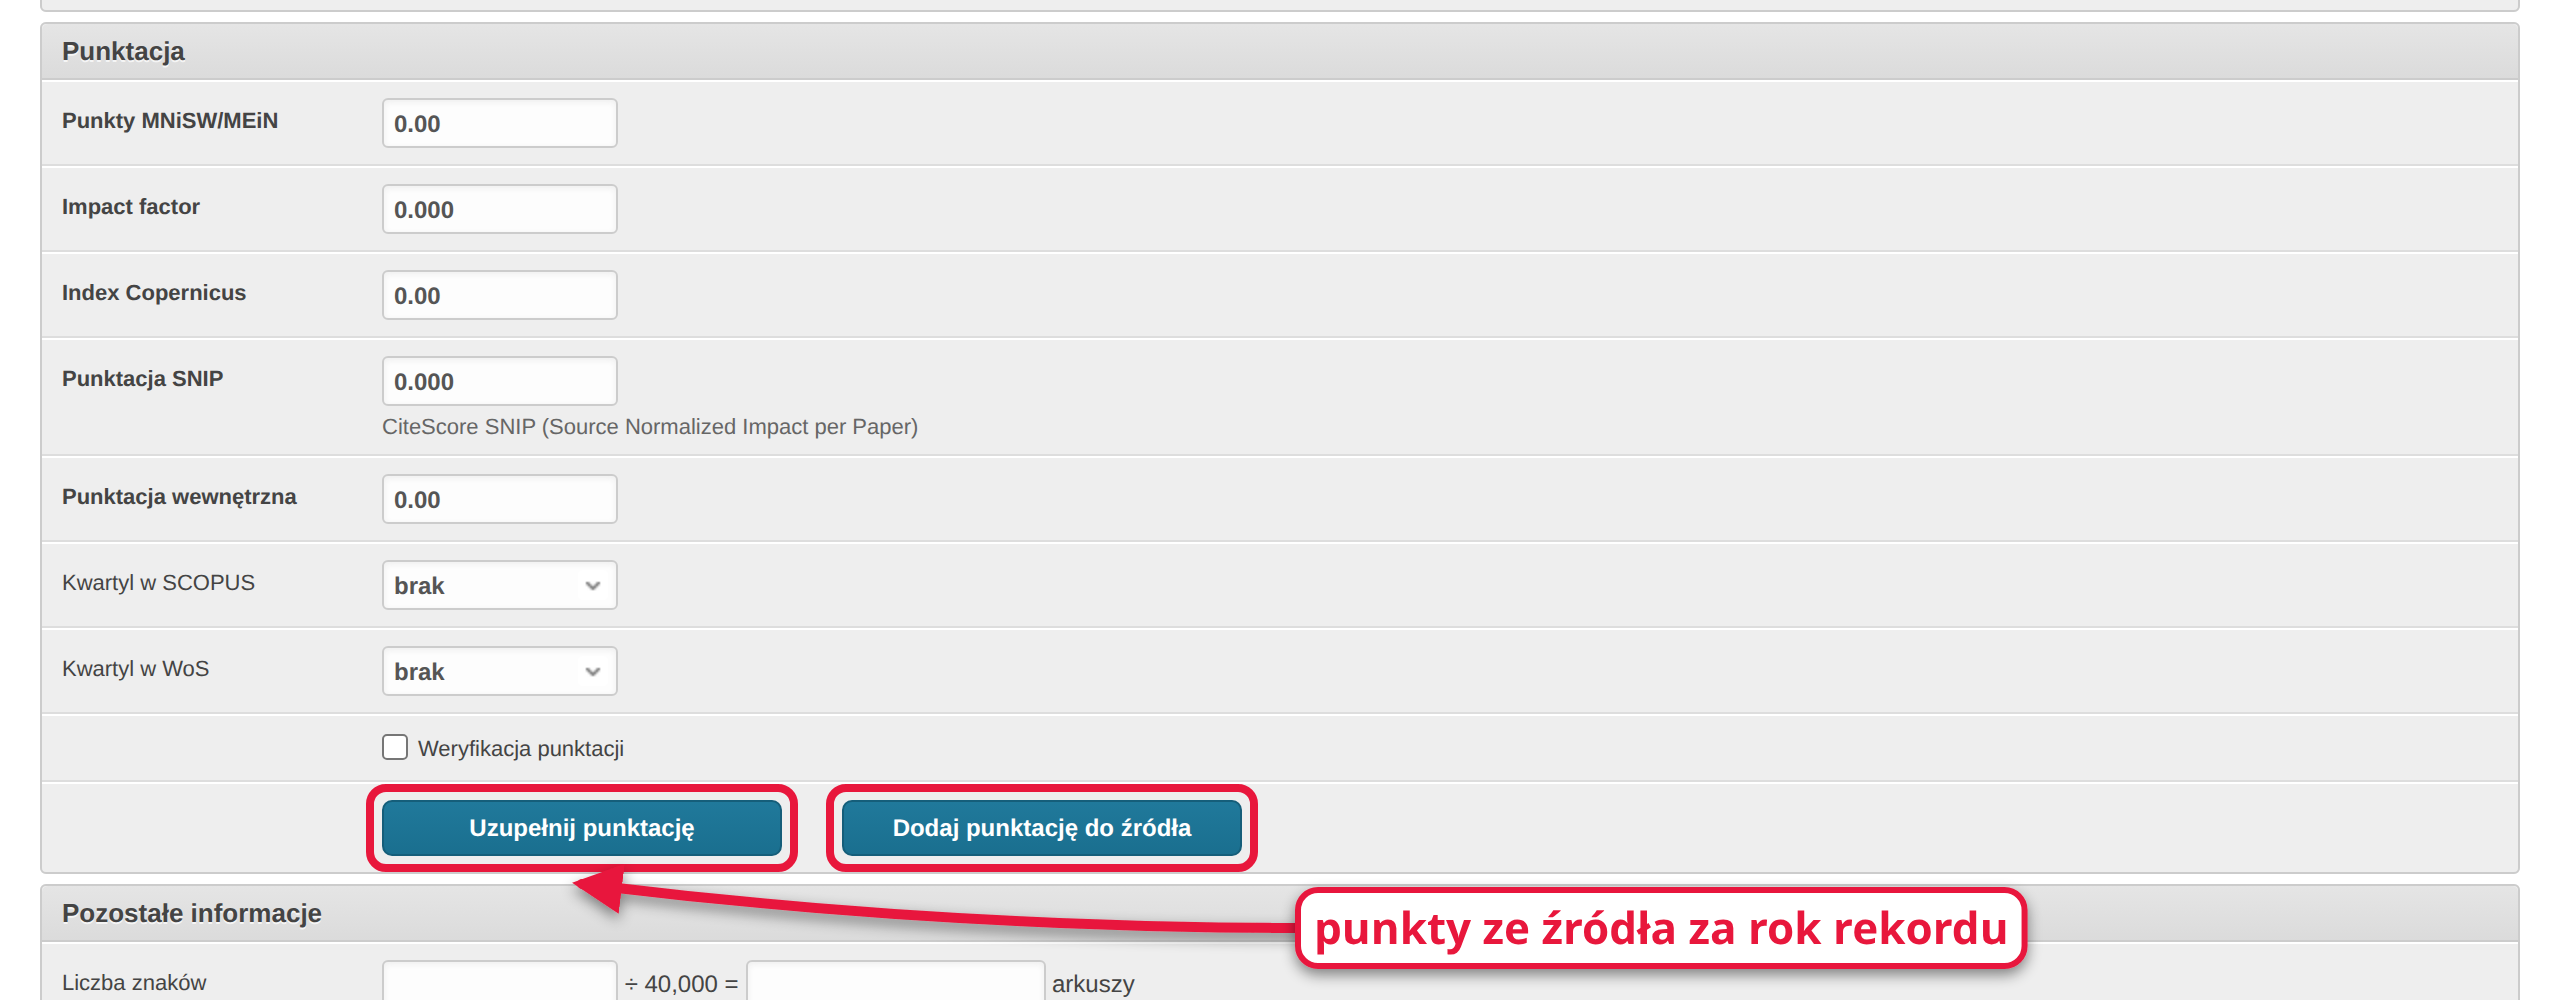 Punktacja
Punkty MNiSW/MEiN 0.00
Impact factor 0.000
Index Copernicus 0.00
Punktacja SNIP 0.000
CiteScore SNIP (Source Normalized Impact per Paper)
Punktacja wewnętrzna 0.00
Kwartyl w SCOPUS brak
Kwartyl w WoS brak
Weryfikacja punktacji
Uzupełnij punktację Dodaj punktację do źródła
Pozostałe informacje
punkty ze źródła za rok rekordu
Liczba znaków ÷ 40,000 = arkuszy